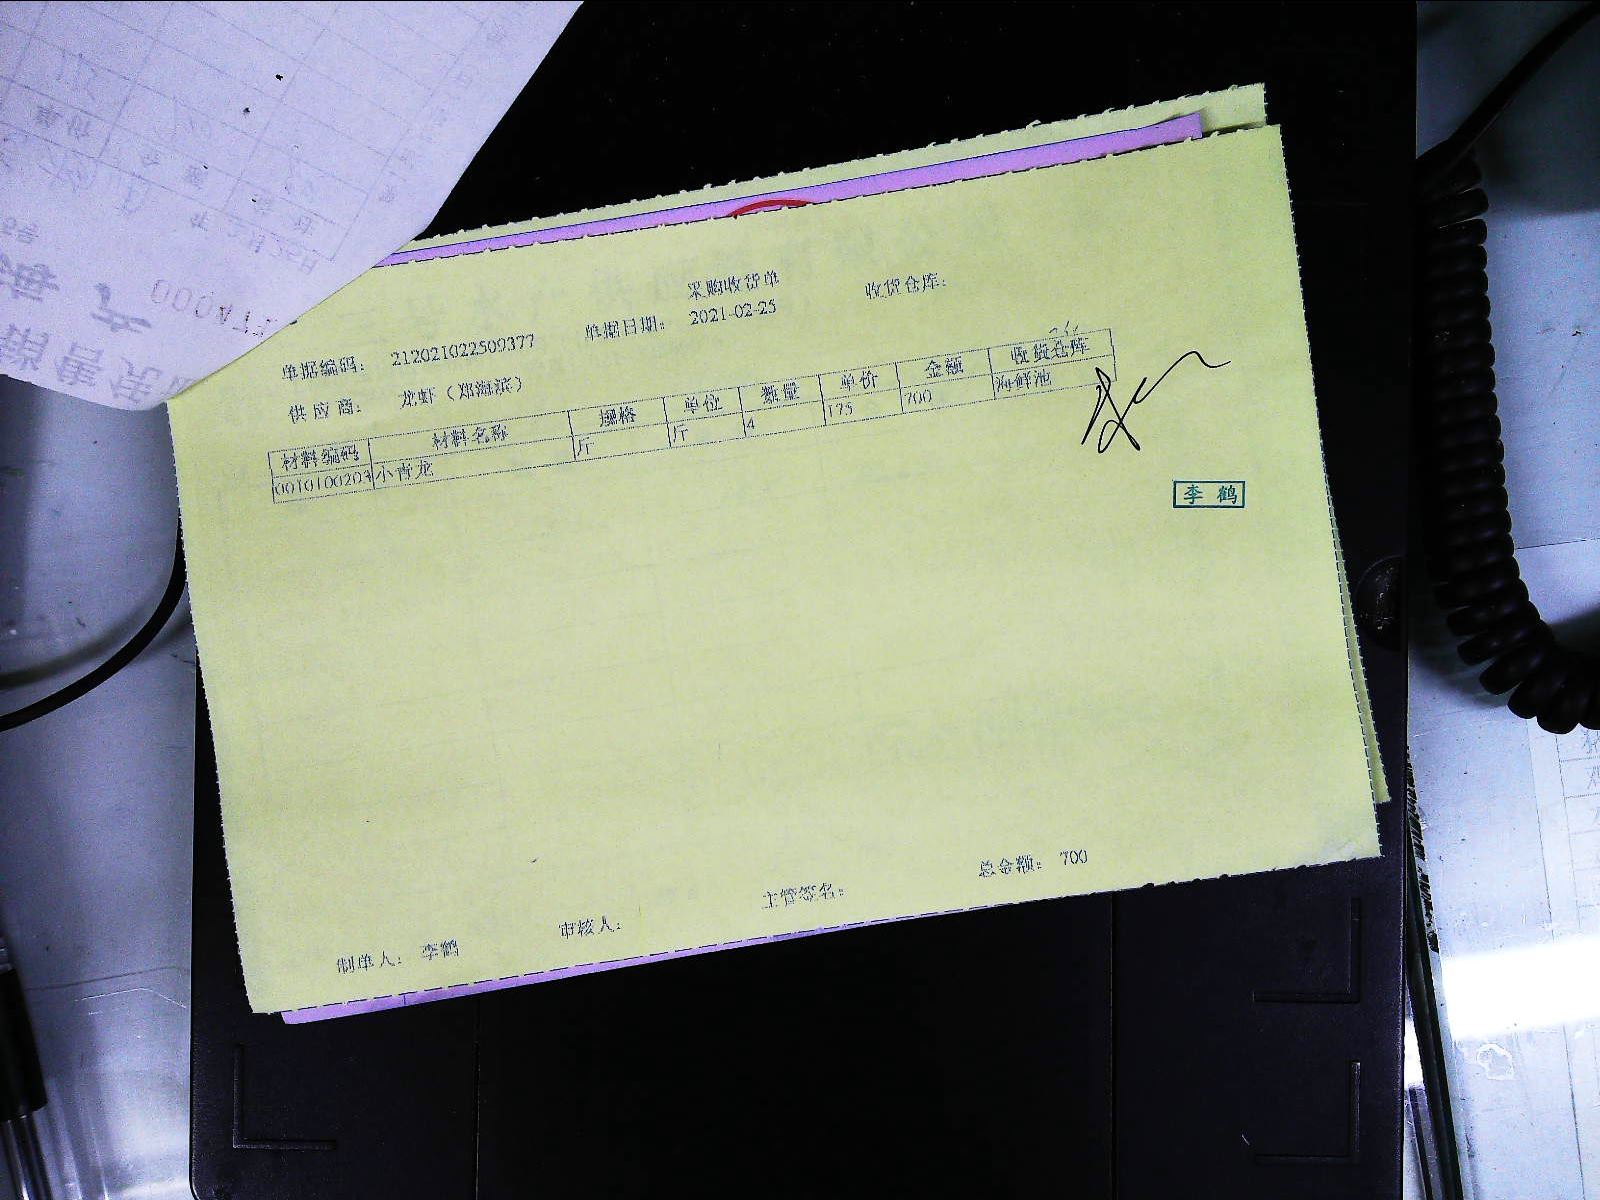 采购收货单
单据编码： 212021022509377 单据日期： 2021-02-25 收货仓库：
供应商： 龙虾（郑海滨）
材料编码 材料名称 规格 单位 数量 单价 金额 收货仓库
0010100203 小青龙 斤 斤 4 175 700 海鲜池
李鹤
制单人： 李鹤 审核人： 主管签名： 总金额： 700